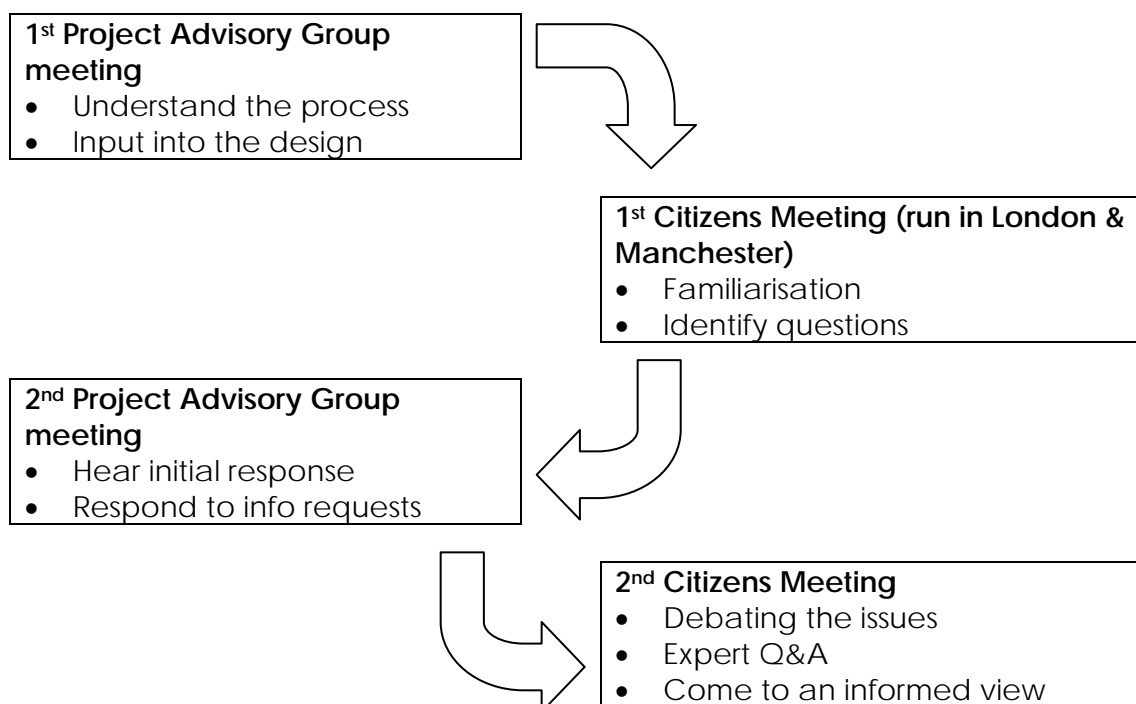 1st Project Advisory Group
meeting
• Understand the process
• Input into the design
1st Citizens Meeting (run in London &
Manchester)
• Familiarisation
• Identify questions
2nd Project Advisory Group
meeting
• Hear initial response
• Respond to info requests
2nd Citizens Meeting
• Debating the issues
• Expert Q&A
• Come to an informed view